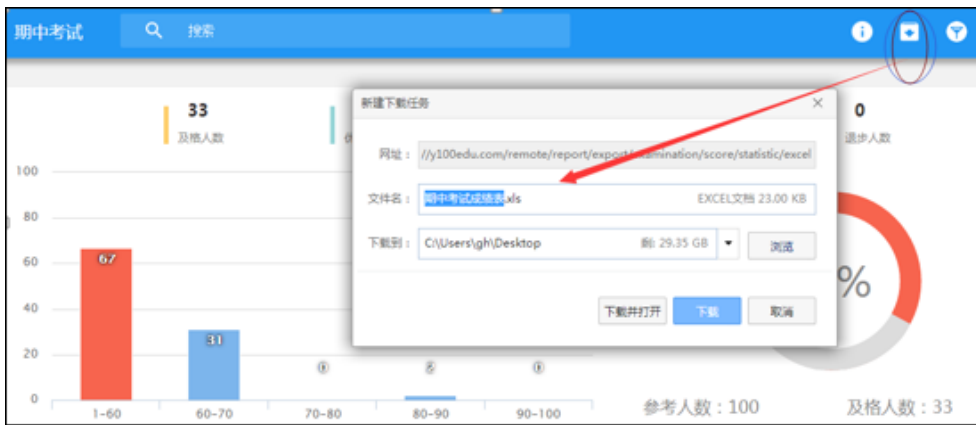 期中考试 搜索
33
及格人数
0
退步人数
新建下载任务
网址： //y100edu.com/remote/report/export/examination/score/statistic/excel
文件名： 期中考试成绩表.xls EXCEL文档 23.00 KB
下载到： C:\Users\gh\Desktop 剩: 29.35 GB 浏览
下载并打开 下载 取消
100
80
60
40
20
0
67
31
0
0
%
1-60 60-70 70-80 80-90 90-100
参考人数：100 及格人数：33